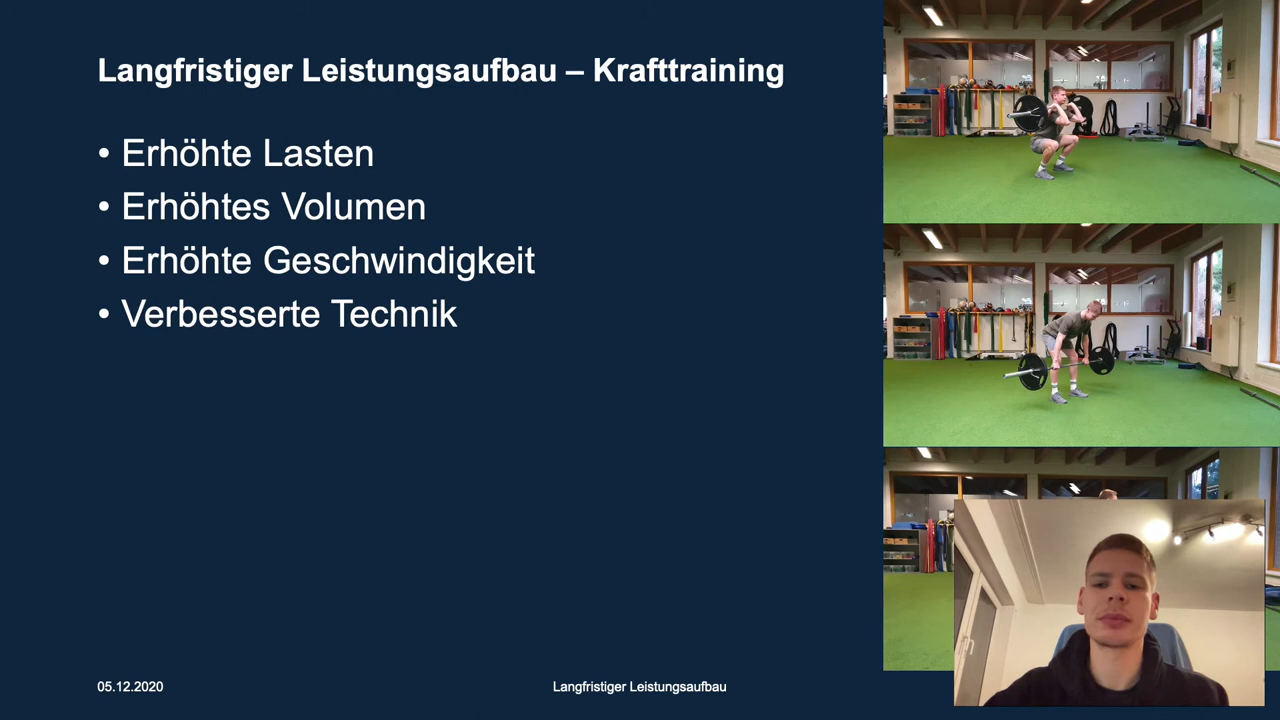 Langfristiger Leistungsaufbau – Krafttraining
• Erhöhte Lasten
• Erhöhtes Volumen
• Erhöhte Geschwindigkeit
• Verbesserte Technik
05.12.2020
Langfristiger Leistungsaufbau